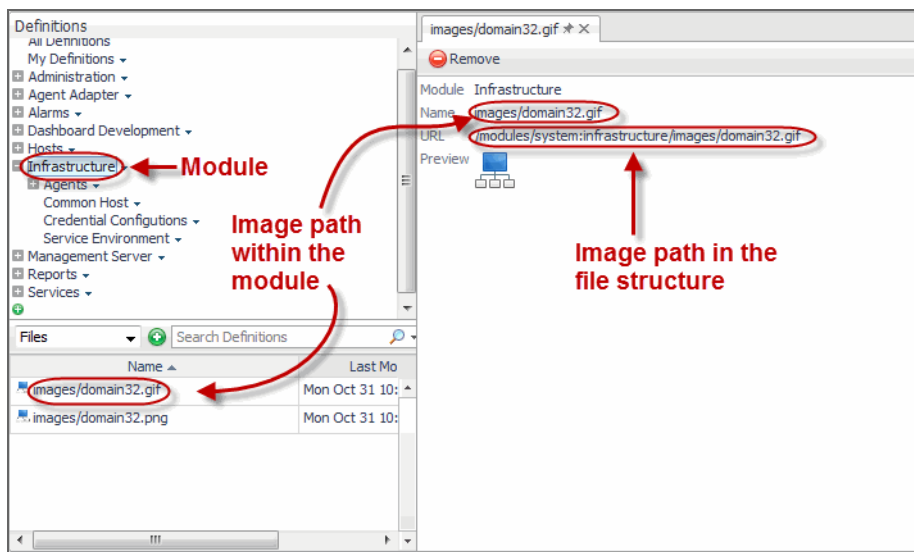 Definitions
All Definitions
My Definitions
Administration
Agent Adapter
Alarms
Dashboard Development
Hosts
Infrastructure
Agents
Common Host
Credential Configutions
Service Environment
Management Server
Reports
Services
Module
Image path
within the
module
Files
Search Definitions
Name
Last Mo
images/domain32.gif
Mon Oct 31 10:
images/domain32.png
Mon Oct 31 10:
images/domain32.gif
Remove
Module Infrastructure
Name images/domain32.gif
URL /modules/system:infrastructure/images/domain32.gif
Preview
Image path in the
file structure